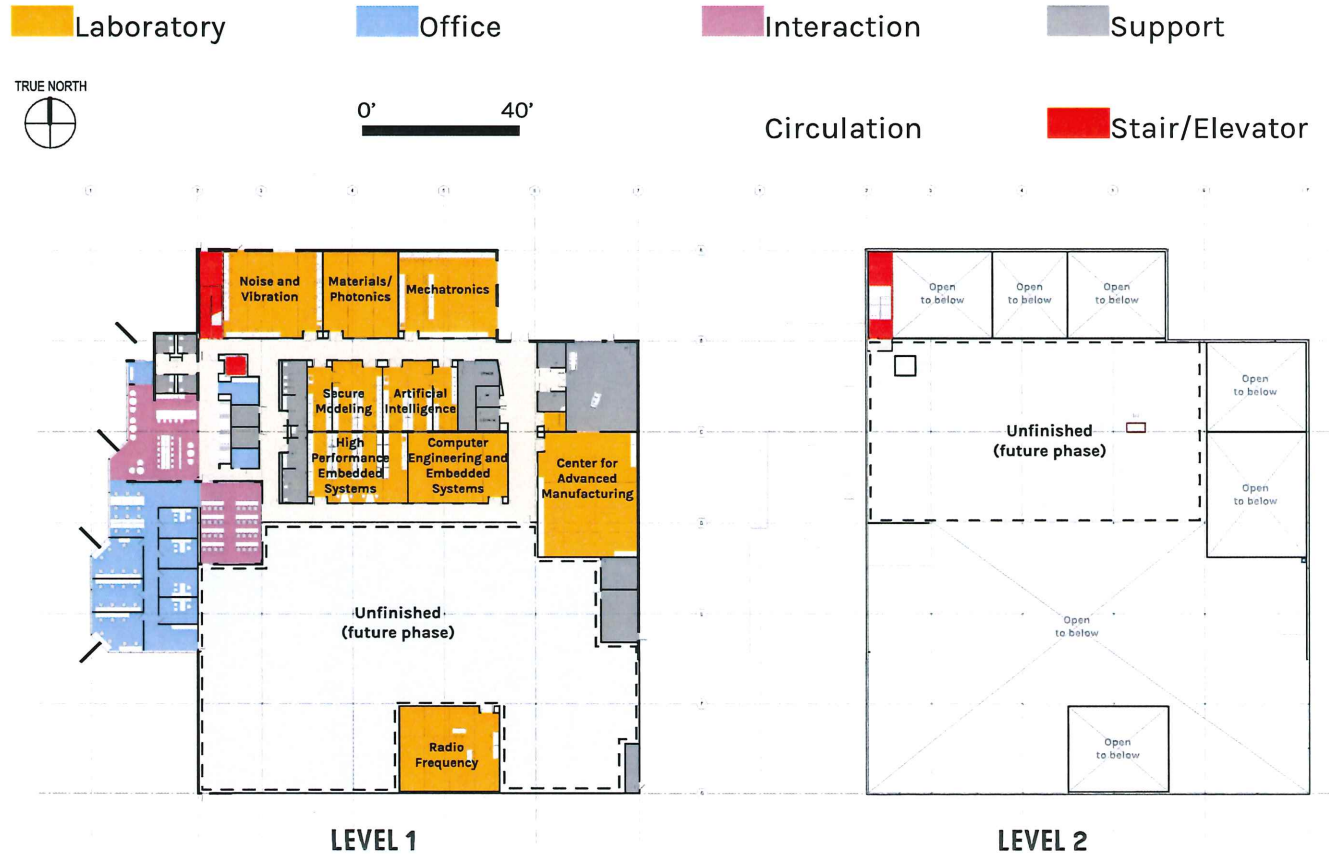 Laboratory
Office
Interaction
Support
TRUE NORTH
0' 40'
Circulation
Stair/Elevator
Noise and
Vibration
Materials/
Photonics
Mechatronics
Secure
Modeling
Artificial
Intelligence
High
Performance
Embedded
Systems
Computer
Engineering and
Embedded
Systems
Center for
Advanced
Manufacturing
Unfinished
(future phase)
Radio
Frequency
LEVEL 1
Open
to below
Open
to below
Open
to below
Open
to below
Unfinished
(future phase)
Open
to below
Open
to below
Open
to below
LEVEL 2